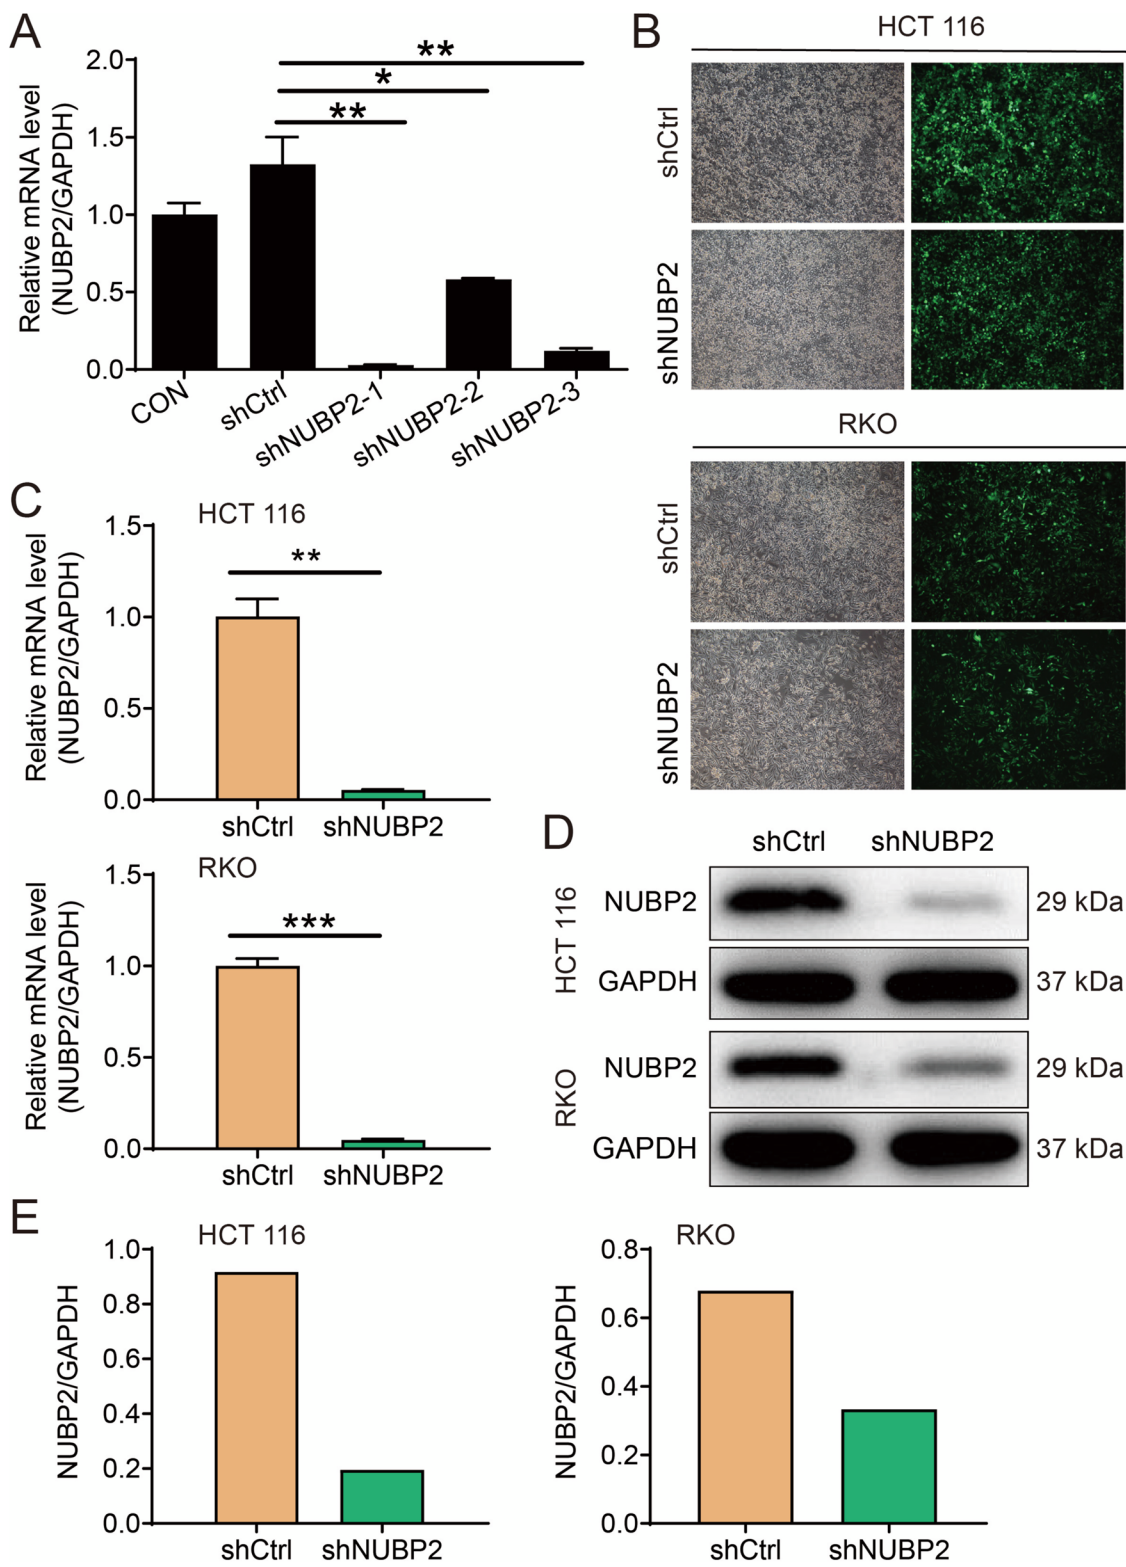 A
Relative mRNA level
(NUBP2/GAPDH)
2.0
1.5
1.0
0.5
0.0
**
*
**
CON
shCtrl
shNUBP2-1
shNUBP2-2
shNUBP2-3
B
HCT 116
shCtrl
shNUBP2
RKO
shCtrl
shNUBP2
C
HCT 116
Relative mRNA level
(NUBP2/GAPDH)
1.5
1.0
0.5
0.0
**
shCtrl
shNUBP2
RKO
Relative mRNA level
(NUBP2/GAPDH)
1.5
1.0
0.5
0.0
***
shCtrl
shNUBP2
D
shCtrl shNUBP2
HCT 116
NUBP2 29 kDa
GAPDH 37 kDa
RKO
NUBP2 29 kDa
GAPDH 37 kDa
E
HCT 116
NUBP2/GAPDH
1.0
0.8
0.6
0.4
0.2
0.0
shCtrl
shNUBP2
RKO
NUBP2/GAPDH
0.8
0.6
0.4
0.2
0.0
shCtrl
shNUBP2